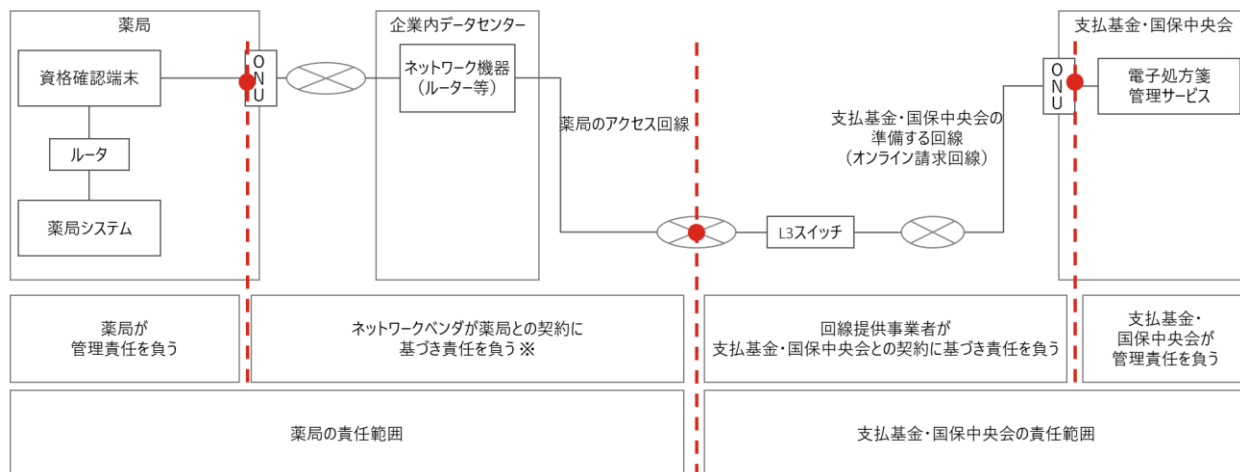 薬局
企業内データセンター
支払基金・国保中央会
資格確認端末
ONU
ネットワーク機器
(ルーター等)
薬局のアクセス回線
支払基金・国保中央会の
準備する回線
(オンライン請求回線)
ONU
電子処方箋
管理サービス
ルータ
薬局システム
L3スイッチ
薬局が
管理責任を負う
ネットワークベンダが薬局との契約に
基づき責任を負う※
回線提供事業者が
支払基金・国保中央会との契約に基づき責任を負う
支払基金・
国保中央会が
管理責任を負う
薬局の責任範囲
支払基金・国保中央会の責任範囲